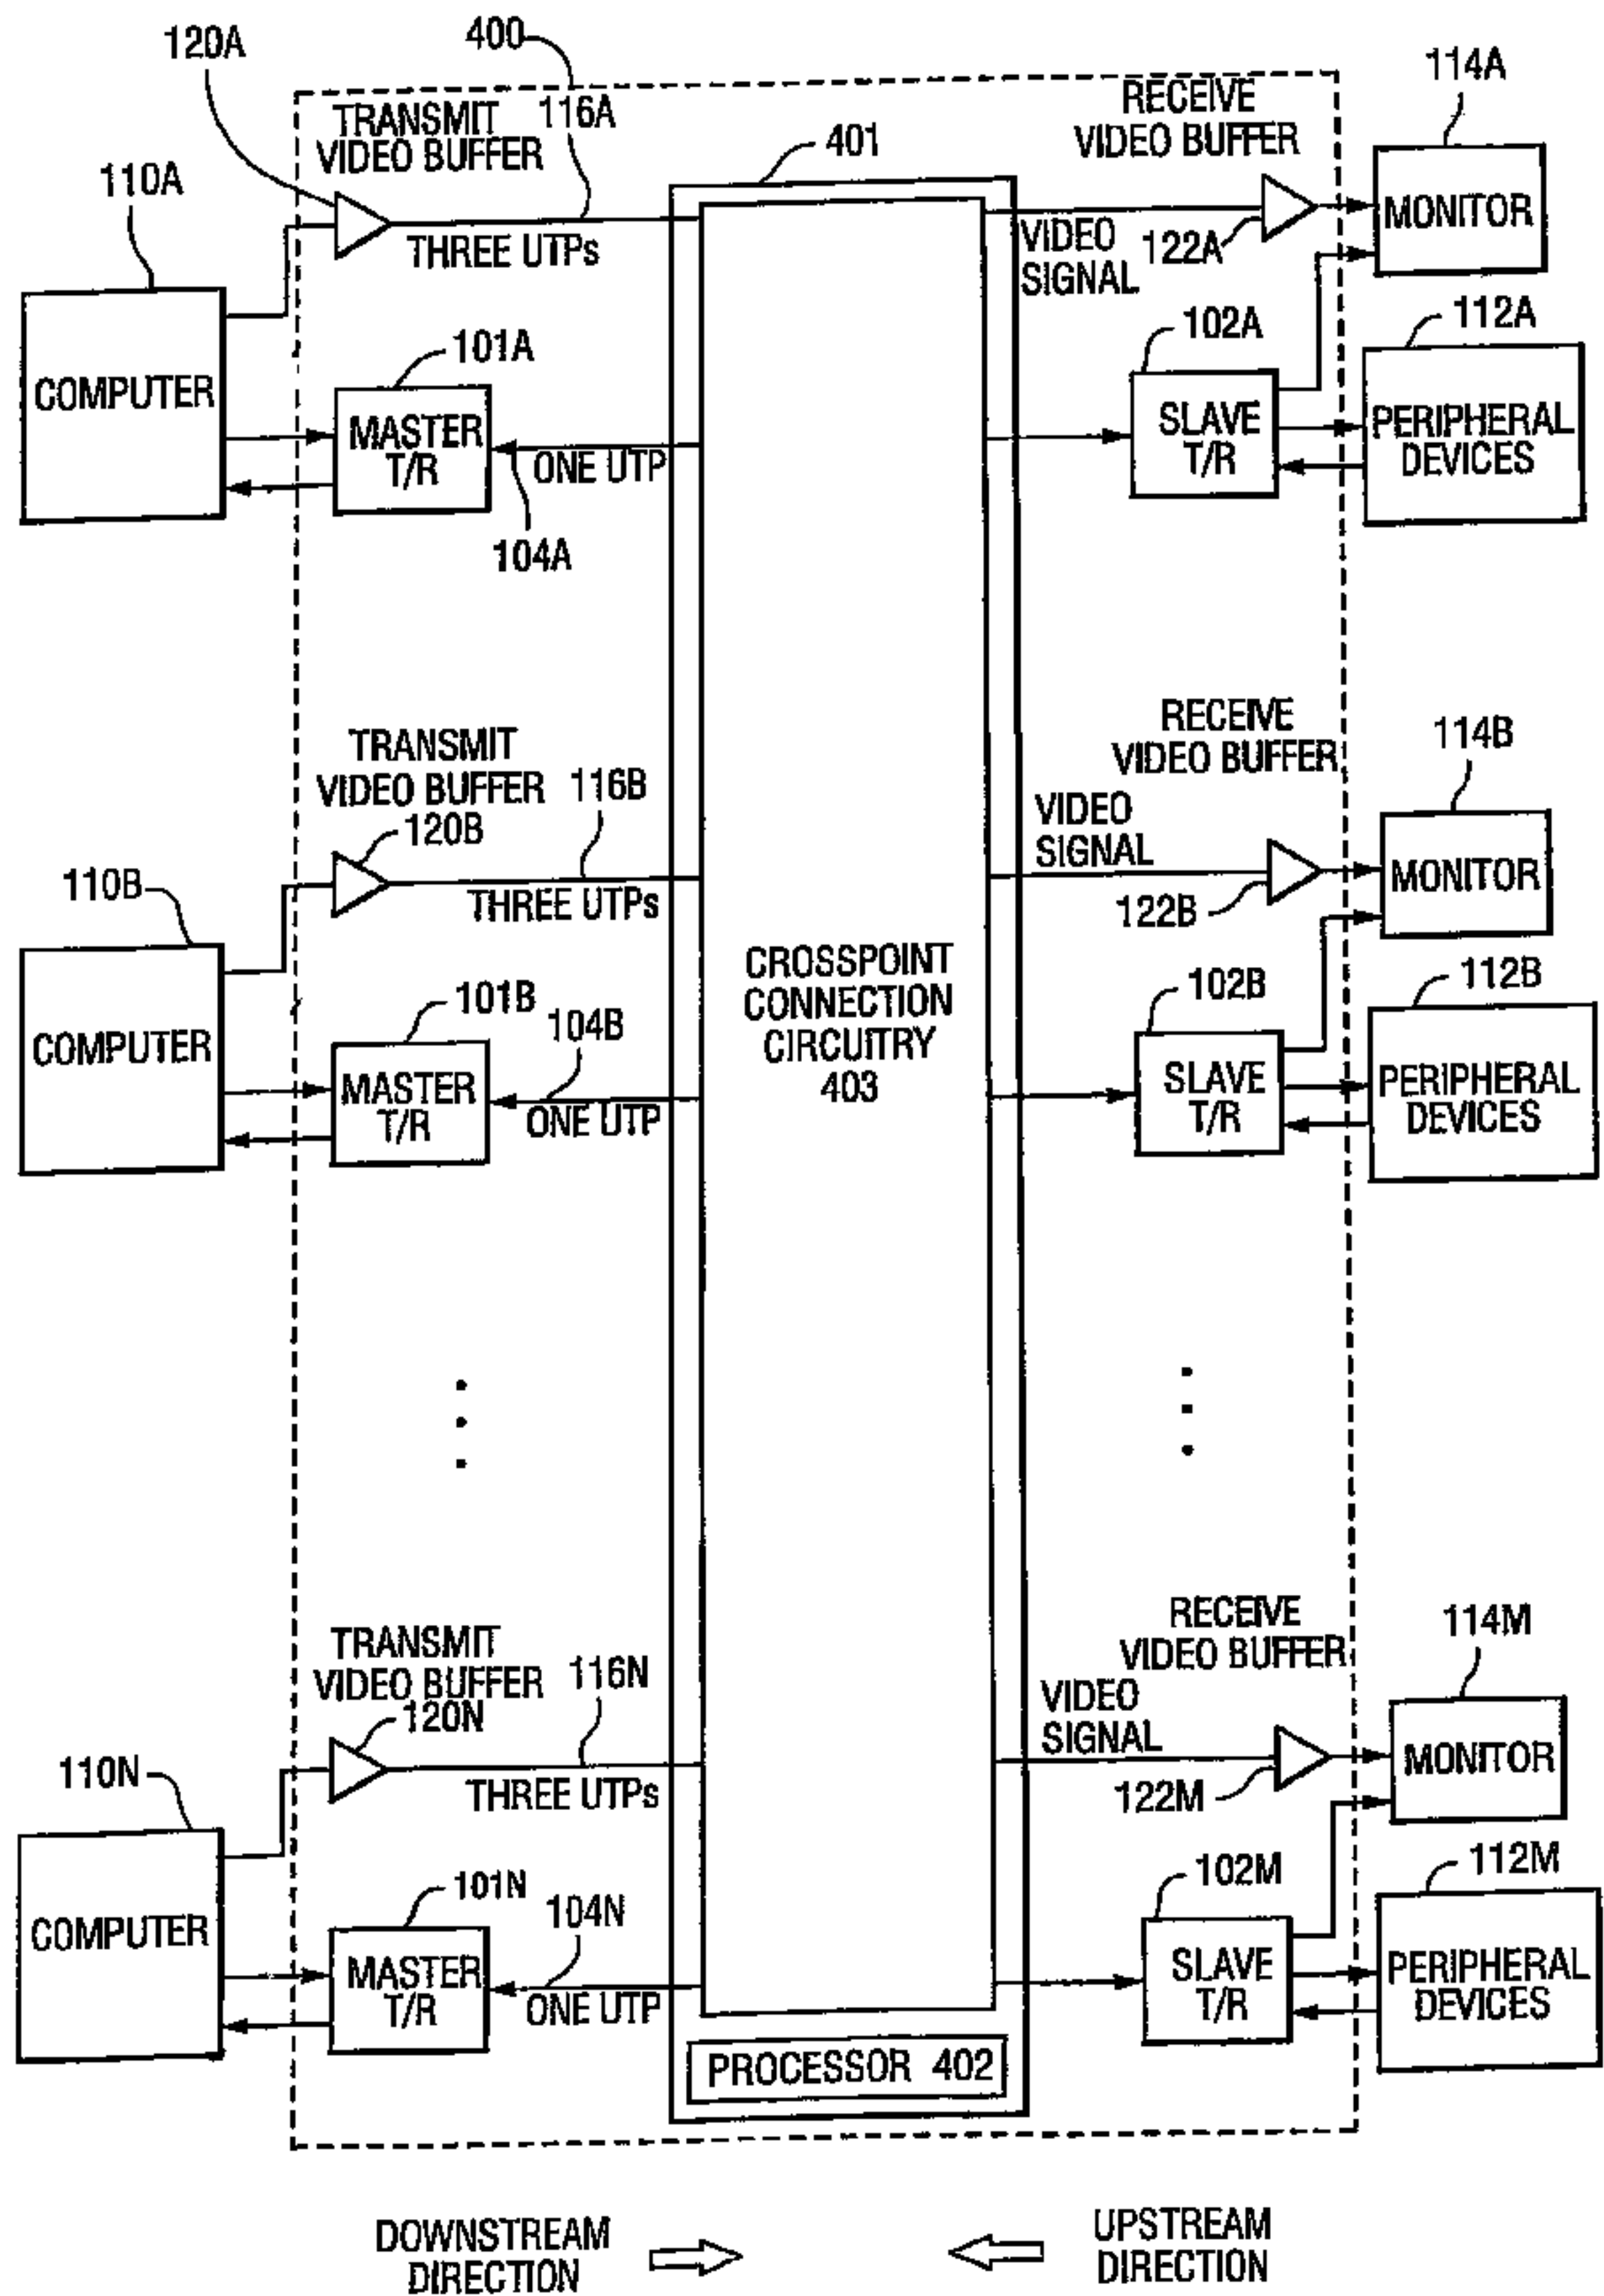 120A
400
114A
TRANSMIT
VIDEO BUFFER
116A
RECEIVE
VIDEO BUFFER
401
110A
MONITOR
THREE UTPs
VIDEO
SIGNAL
122A
101A
102A
112A
COMPUTER
MASTER
T/R
ONE UTP
104A
SLAVE
T/R
PERIPHERAL
DEVICES
TRANSMIT
VIDEO BUFFER
120B
116B
RECEIVE
VIDEO BUFFER
114B
VIDEO
SIGNAL
110B
THREE UTPs
122B
MONITOR
CROSSPOINT
CONNECTION
CIRCUITRY
403
101B
104B
102B
112B
COMPUTER
MASTER
T/R
ONE UTP
SLAVE
T/R
PERIPHERAL
DEVICES
TRANSMIT
VIDEO BUFFER
120N
116N
RECEIVE
VIDEO BUFFER
114M
VIDEO
SIGNAL
110N
THREE UTPs
122M
MONITOR
101N
104N
102M
112M
COMPUTER
MASTER
T/R
ONE UTP
SLAVE
T/R
PERIPHERAL
DEVICES
PROCESSOR 402
DOWNSTREAM
DIRECTION
UPSTREAM
DIRECTION